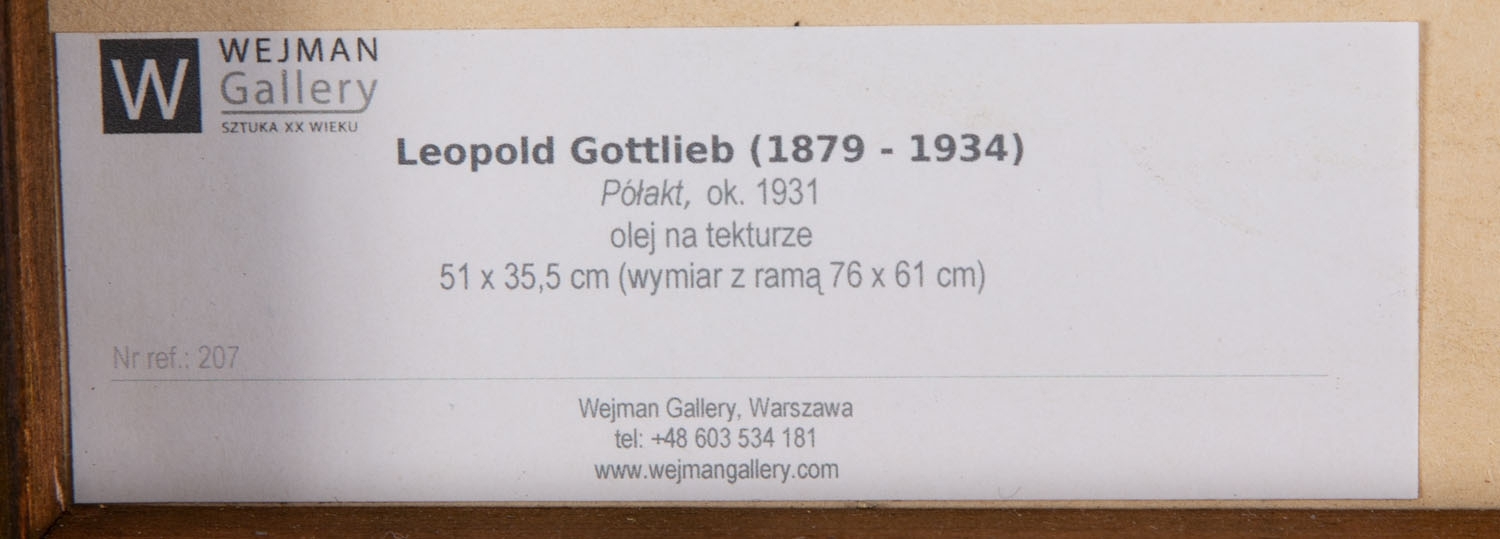 W
WEJMAN
Gallery
SZTUKA XX WIEKU
Leopold Gottlieb (1879 - 1934)
Półakt, ok. 1931
olej na tekturze
51 x 35,5 cm (wymiar z ramą 76 x 61 cm)
Nr ref.: 207
Wejman Gallery, Warszawa
tel: +48 603 534 181
www.wejmangallery.com